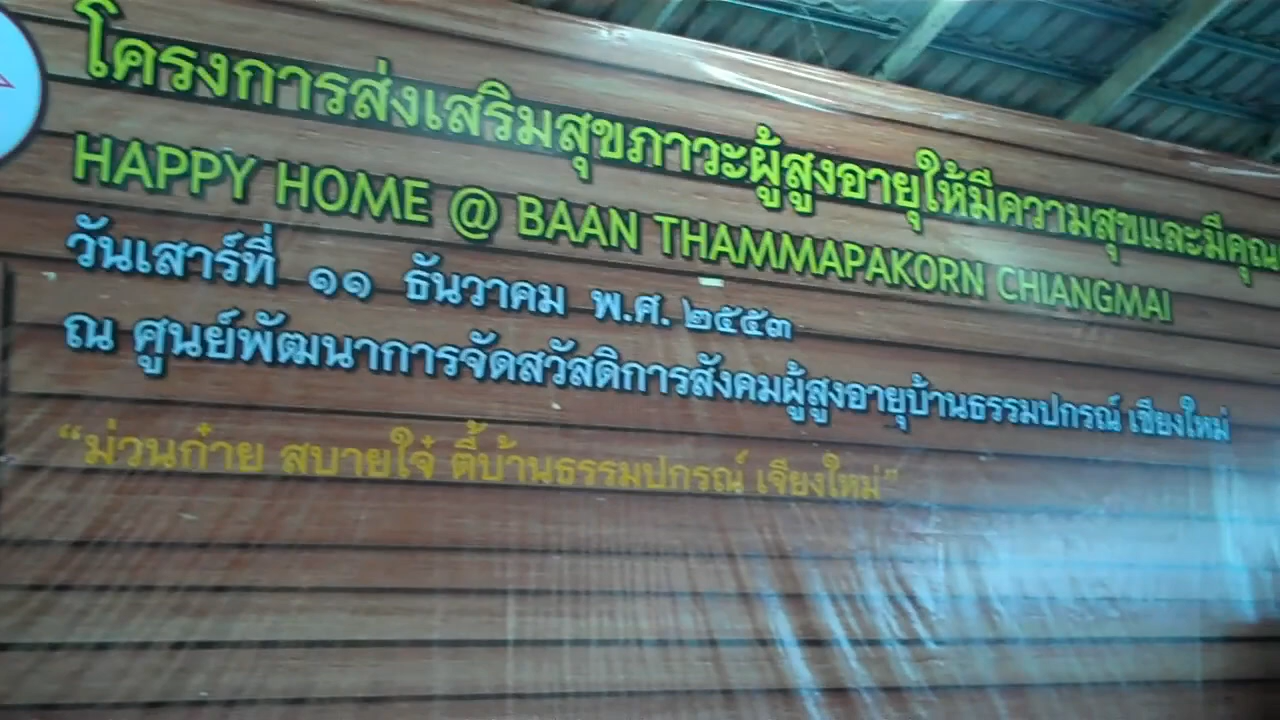 โครงการส่งเสริมสุขภาวะผู้สูงอายุให้มีความสุขและมีคุณ
HAPPY HOME @ BAAN THAMMAPAKORN CHIANGMAI
วันเสาร์ที่ ๑๑ ธันวาคม พ.ศ. ๒๕๕๓
ณ ศูนย์พัฒนาการจัดสวัสดิการสังคมผู้สูงอายุบ้านธรรมปกรณ์ เชียงใหม่
“ม่วนก๋าย สบายใจ๋ ตี้บ้านธรรมปกรณ์ เจียงใหม่”